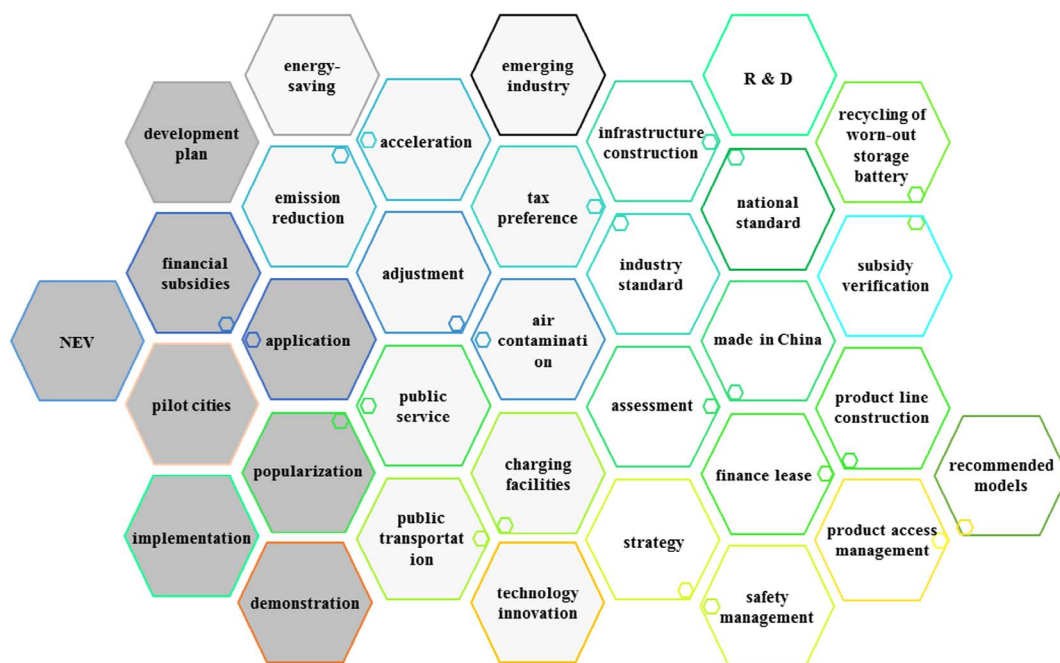 NEV
development
plan
financial
subsidies
pilot cities
implementation
energy-
saving
emission
reduction
application
popularization
demonstration
acceleration
adjustment
public
service
public
transportat
ion
emerging
industry
tax
preference
air
contaminati
on
charging
facilities
technology
innovation
infrastructure
construction
industry
standard
assessment
strategy
R & D
national
standard
made in China
finance lease
safety
management
recycling of
worn-out
storage
battery
subsidy
verification
product line
construction
product access
management
recommended
models